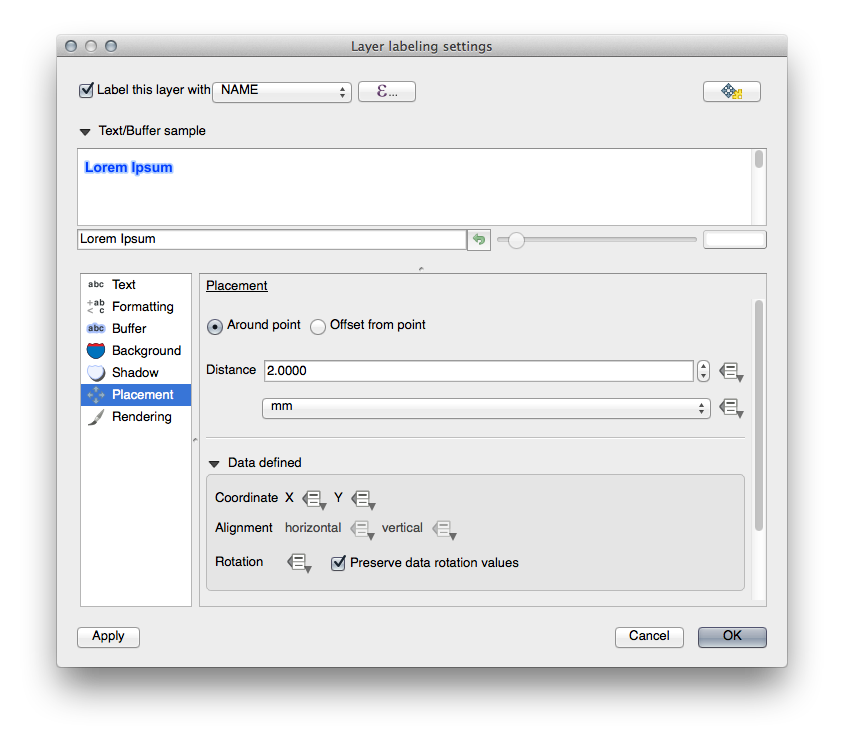 Layer labeling settings
Label this layer with NAME ε...
Text/Buffer sample
Lorem Ipsum
Lorem Ipsum
abc Text
+ab < c Formatting
abc Buffer
Background
Shadow
Placement
Rendering
Placement
Around point Offset from point
Distance 2.0000
mm
Data defined
Coordinate X Y
Alignment horizontal vertical
Rotation Preserve data rotation values
Apply Cancel OK